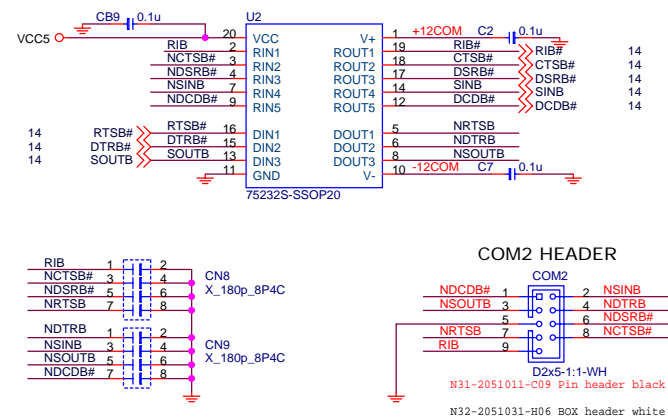 CB9 0.1u
U2
VCC5 20 VCC V+ 1 +12COM C2 0.1u
RIB 2 RIN1 ROUT1 19 RIB# RIB# 14
NCTSB# 3 RIN2 ROUT2 18 CTSB# CTSB# 14
NDSRB# 4 RIN3 ROUT3 17 DSRB# DSRB# 14
NSINB 7 RIN4 ROUT4 14 SINB SINB 14
NDCDB# 9 RIN5 ROUT5 12 DCDB# DCDB# 14
14 RTSB# RTSB# 16 DIN1 DOUT1 5 NRTSB
14 DTRB# DTRB# 15 DIN2 DOUT2 6 NDTRB
14 SOUTB SOUTB 13 DIN3 DOUT3 8 NSOUTB
11 GND V- 10 -12COM C7 0.1u
75232S-SSOP20
RIB 1 2
NCTSB# 3 4
NDSRB# 5 6
NRTSB 7 8
CN8
X_180p_8P4C
NDTRB 1 2
NSINB 3 4
NSOUTB 5 6
NDCDB# 7 8
CN9
X_180p_8P4C
COM2 HEADER
COM2
NDCDB# 1 2 NSINB
NSOUTB 3 4 NDTRB
5 6 NDSRB#
NRTSB 7 8 NCTSB#
RIB 9
D2x5-1:1-WH
N31-2051011-C09 Pin header black
N32-2051031-H06 BOX header white